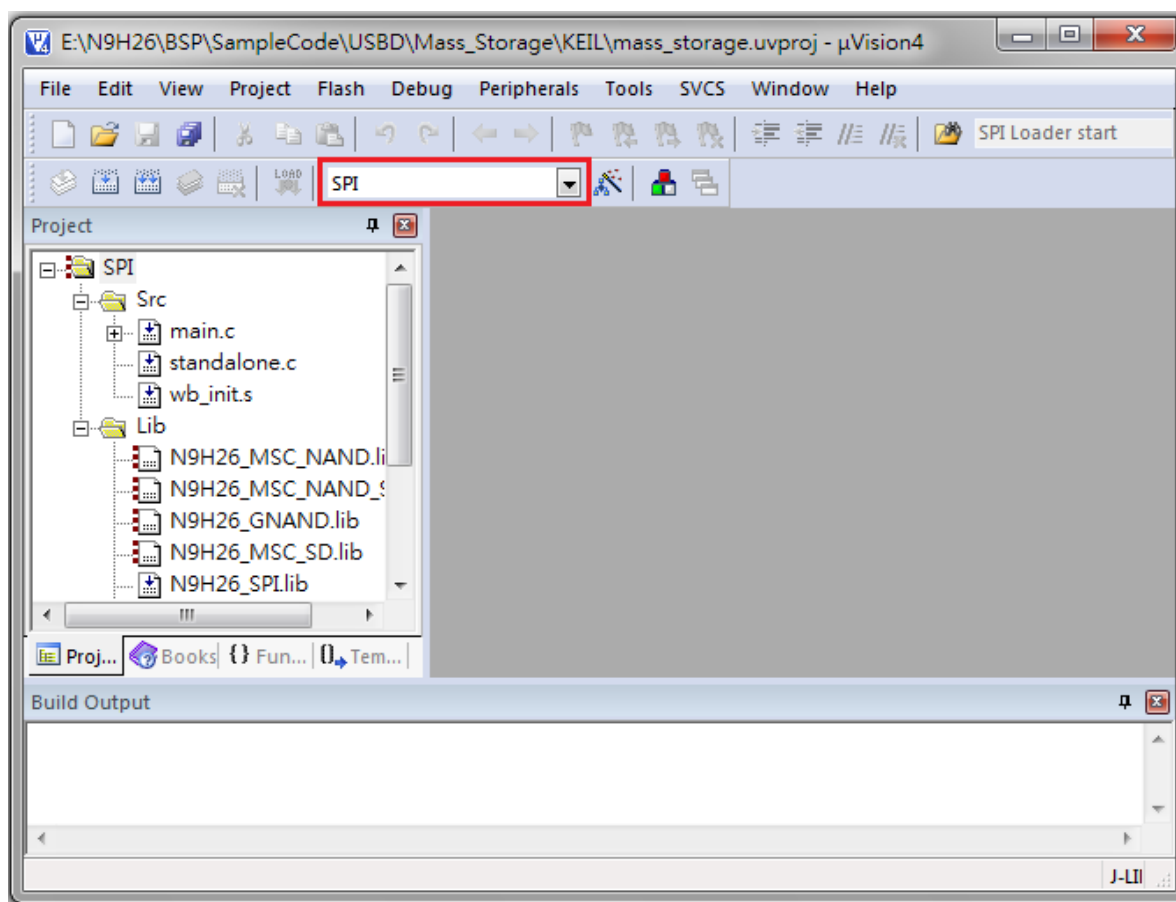 E:\N9H26\BSP\SampleCode\USBD\Mass_Storage\KEIL\mass_storage.uvproj - µVision4
File Edit View Project Flash Debug Peripherals Tools SVCS Window Help
SPI Loader start
LOAD SPI
Project
SPI
Src
main.c
standalone.c
wb_init.s
Lib
N9H26_MSC_NAND.li
N9H26_MSC_NAND_S
N9H26_GNAND.lib
N9H26_MSC_SD.lib
N9H26_SPI.lib
Proj... Books {} Fun... 0 Tem...
Build Output
J-LI